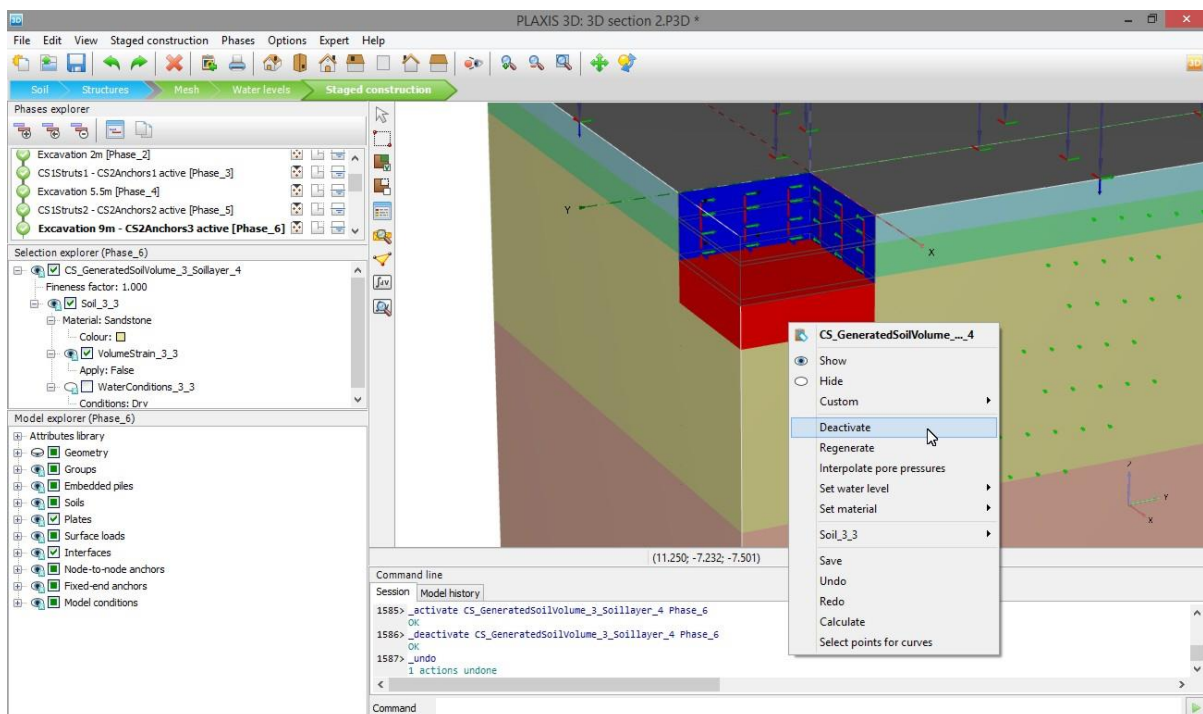 3D
PLAXIS 3D: 3D section 2.P3D *
File Edit View Staged construction Phases Options Expert Help
Soil Structures Mesh Water levels Staged construction
Phases explorer
Excavation 2m [Phase_2]
CS1Struts1 - CS2Anchors1 active [Phase_3]
Excavation 5.5m [Phase_4]
CS1Struts2 - CS2Anchors2 active [Phase_5]
Excavation 9m - CS2Anchors3 active [Phase_6]
Selection explorer (Phase_6)
CS_GeneratedSoilVolume_3_Soillayer_4
Fineness factor: 1.000
Soil_3_3
Material: Sandstone
Colour:
VolumeStrain_3_3
Apply: False
WaterConditions_3_3
Conditions: Dry
Model explorer (Phase_6)
Attributes library
Geometry
Groups
Embedded piles
Soils
Plates
Surface loads
Interfaces
Node-to-node anchors
Fixed-end anchors
Model conditions
Y
X
CS_GeneratedSoilVolume_..._4
Show
Hide
Custom
Deactivate
Regenerate
Interpolate pore pressures
Set water level
Set material
Soil_3_3
Save
Undo
Redo
Calculate
Select points for curves
Z
Y
X
(11.250; -7.232; -7.501)
Command line
Session Model history
1585> _activate CS_GeneratedSoilVolume_3_Soillayer_4 Phase_6
OK
1586> _deactivate CS_GeneratedSoilVolume_3_Soillayer_4 Phase_6
OK
1587> _undo
1 actions undone
Command